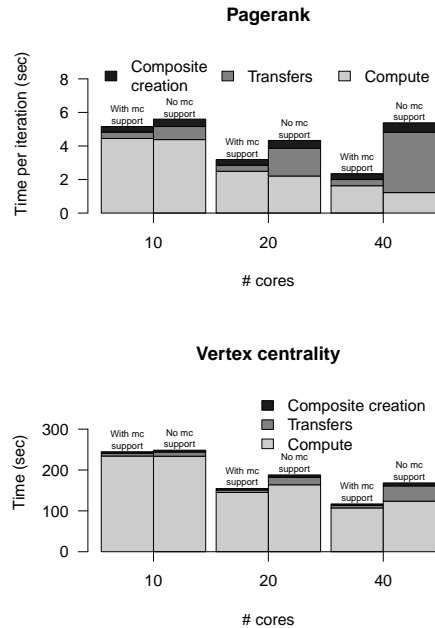 Pagerank
Composite
creation
Transfers
Compute
Time per iteration (sec)
8
6
4
2
0
With mc
support
No mc
support
With mc
support
No mc
support
With mc
support
No mc
support
10
20
40
# cores
Vertex centrality
Composite creation
Transfers
Compute
Time (sec)
300
200
100
0
With mc
support
No mc
support
With mc
support
No mc
support
With mc
support
No mc
support
10
20
40
# cores